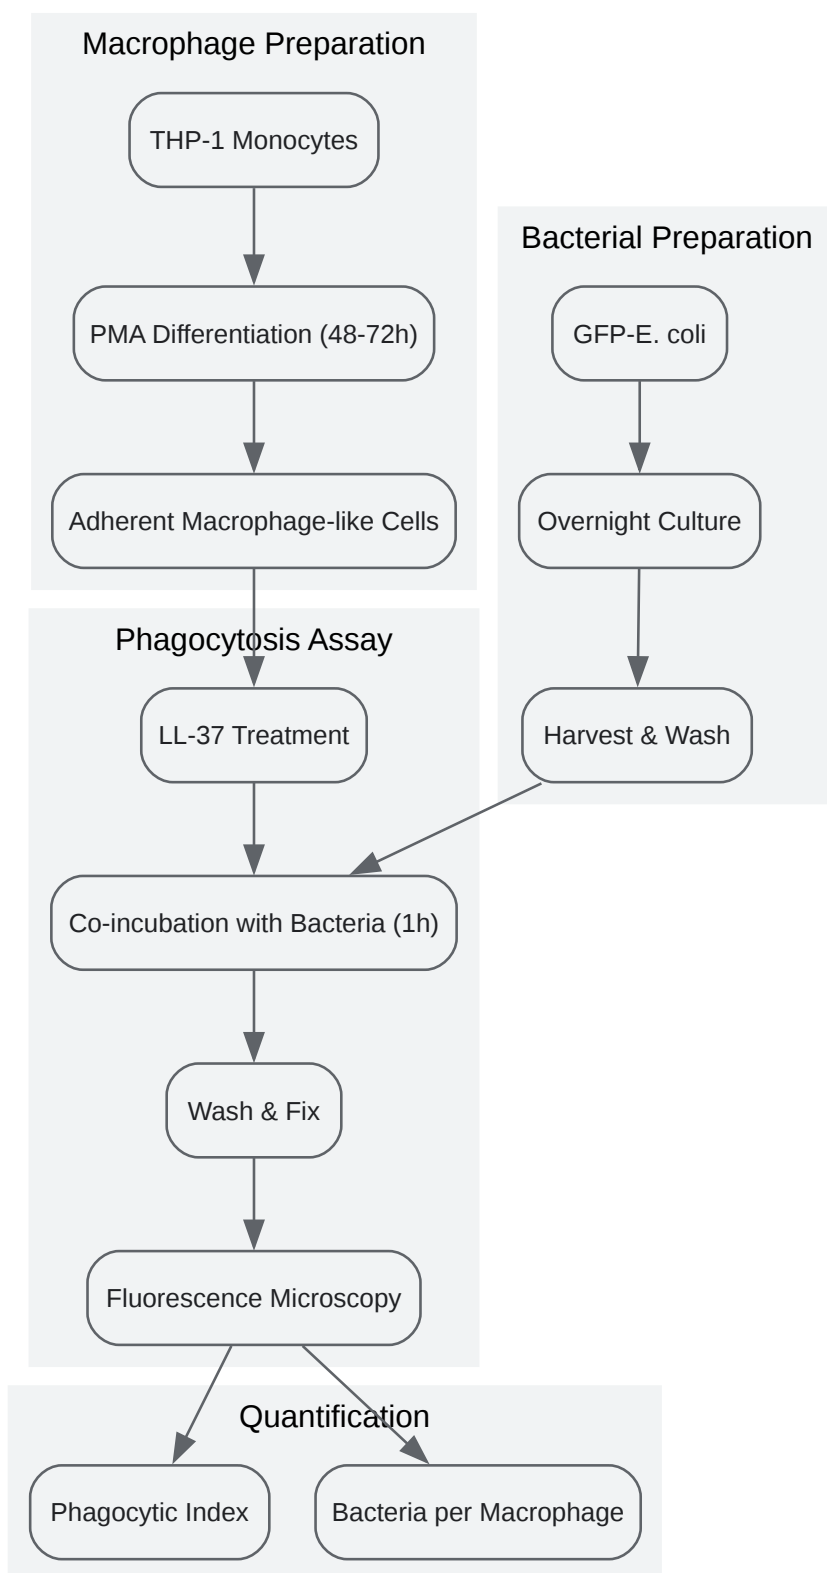 Macrophage Preparation
THP-1 Monocytes
PMA Differentiation (48-72h)
Adherent Macrophage-like Cells
Bacterial Preparation
GFP-E. coli
Overnight Culture
Harvest & Wash
Phagocytosis Assay
LL-37 Treatment
Co-incubation with Bacteria (1h)
Wash & Fix
Fluorescence Microscopy
Quantification
Phagocytic Index
Bacteria per Macrophage